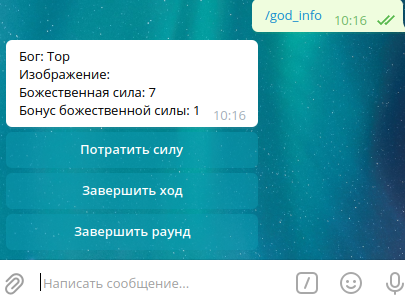 /god_info 10:16
Бог: Тор
Изображение:
Божественная сила: 7
Бонус божественной силы: 1 10:16
Потратить силу
Завершить ход
Завершить раунд
Написать сообщение...